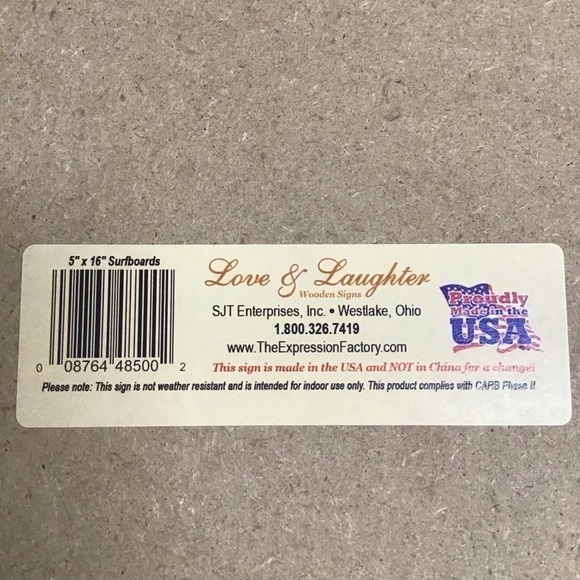 5" x 16" Surfboards
0 08764 48500 2
Love & Laughter
Wooden Signs
SJT Enterprises, Inc. • Westlake, Ohio
1.800.326.7419
www.TheExpressionFactory.com
Proudly
Made in the
USA
This sign is made in the USA and NOT in China for a change!
Please note: This sign is not weather resistant and is intended for indoor use only. This product complies with CARB Phase II.